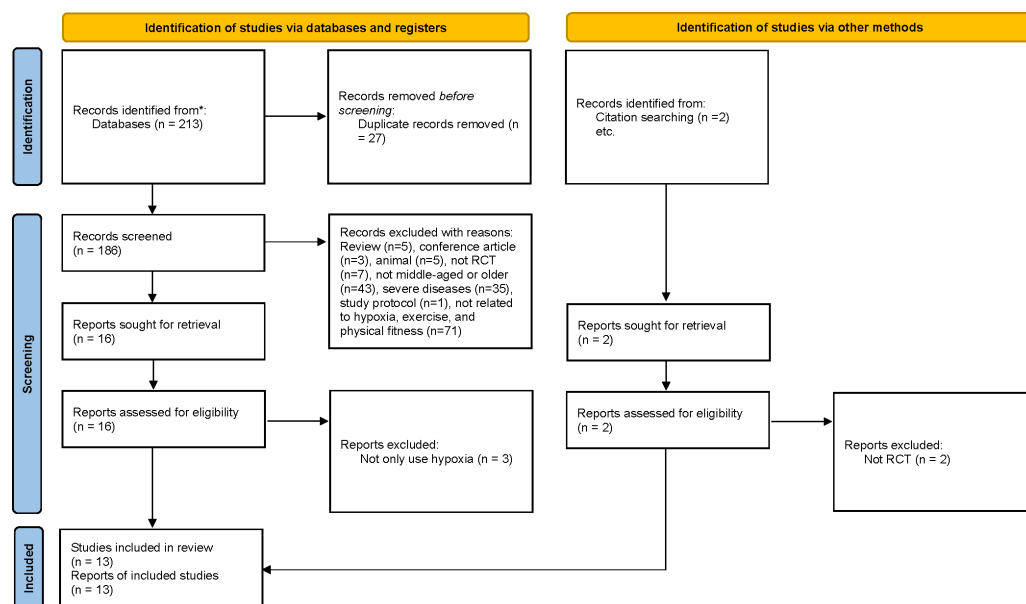 Identification of studies via databases and registers
Identification of studies via other methods
Identification
Records identified from*:
Databases (n = 213)
Records removed before
screening:
Duplicate records removed (n
= 27)
Records identified from:
Citation searching (n =2)
etc.
Screening
Records screened
(n = 186)
Records excluded with reasons:
Review (n=5), conference article
(n=3), animal (n=5), not RCT
(n=7), not middle-aged or older
(n=43), severe diseases (n=35),
study protocol (n=1), not related
to hypoxia, exercise, and
physical fitness (n=71)
Reports sought for retrieval
(n = 16)
Reports sought for retrieval
(n = 2)
Reports assessed for eligibility
(n = 16)
Reports excluded:
Not only use hypoxia (n = 3)
Reports assessed for eligibility
(n = 2)
Reports excluded:
Not RCT (n = 2)
Included
Studies included in review
(n = 13)
Reports of included studies
(n = 13)